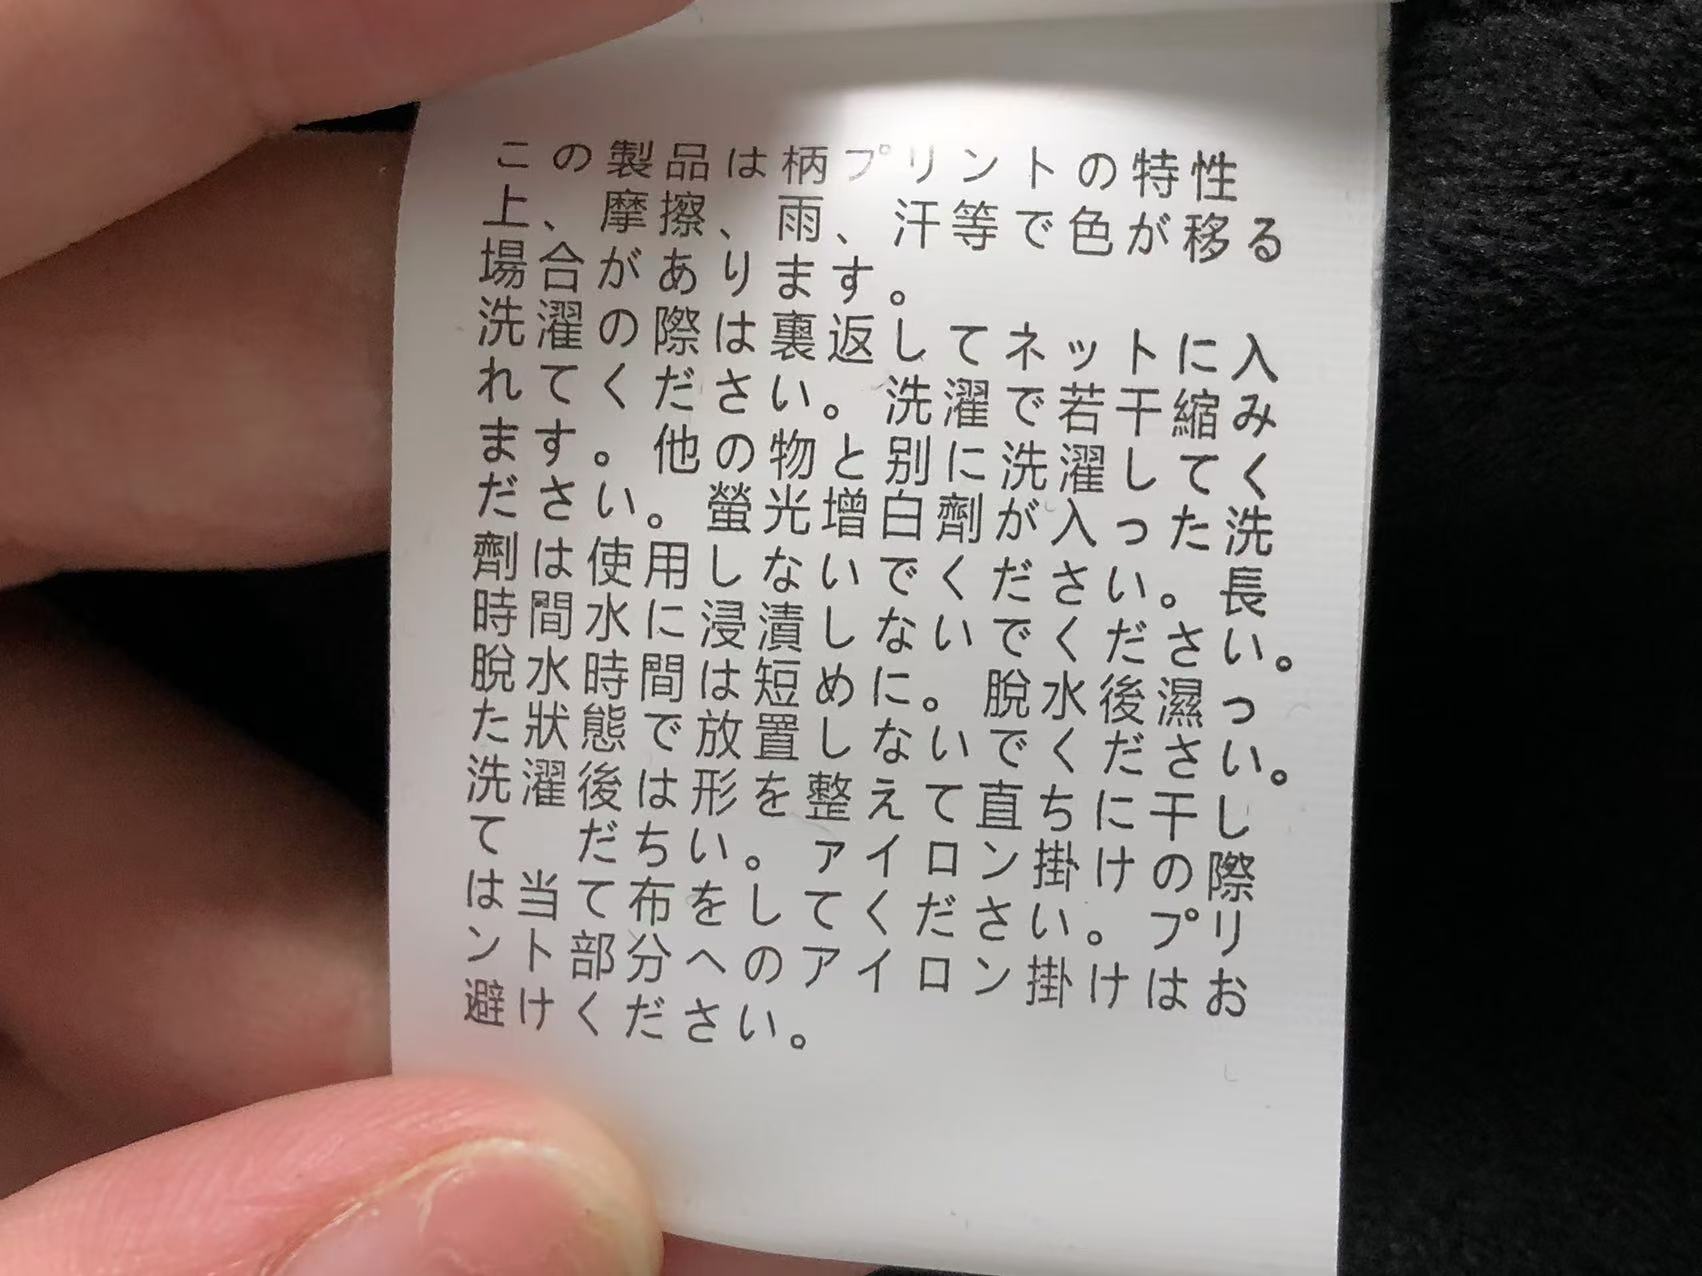 この製品は柄プリントの特性
上、摩擦、雨、汗等で色が移る
場合があります。
洗濯の際は裏返してネットに入
れてください。洗濯で若干縮み
ます。他の物と別に洗濯してく
ださい。螢光增白劑が入った洗
劑は使用しないでください。長
時間水に浸漬しないでください。
脫水時間は短めに。脫水後濕っ
た狀態で放置しないでください。
洗濯後は形を整えて直ちに干し
て　だちい。ァイロン掛けの際
は当て布をしてください。プリ
ント部分へのアイロン掛けはお
避けください。